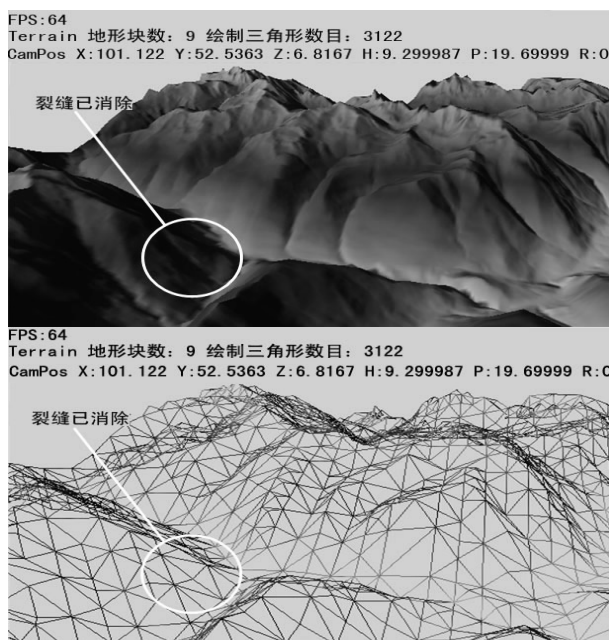 FPS:64
Terrain 地形块数：9 绘制三角形数目：3122
CamPos X:101.122 Y:52.5363 Z:6.8167 H:9.299987 P:19.69999 R:0
裂缝已消除
FPS:64
Terrain 地形块数：9 绘制三角形数目：3122
CamPos X:101.122 Y:52.5363 Z:6.8167 H:9.299987 P:19.69999 R:0
裂缝已消除